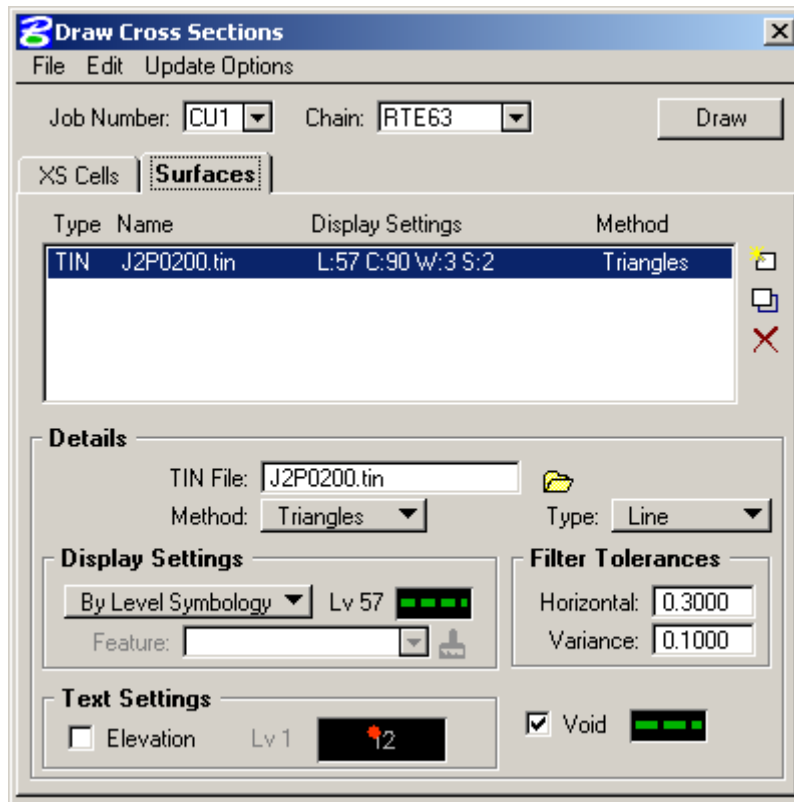 Draw Cross Sections
File Edit Update Options
Job Number: CU1 Chain: RTE63 Draw
XS Cells Surfaces
Type Name Display Settings Method
TIN J2P0200.tin L:57 C:90 W:3 S:2 Triangles
Details
TIN File: J2P0200.tin
Method: Triangles Type: Line
Display Settings Filter Tolerances
By Level Symbology Lv 57 Horizontal: 0.3000
Feature: Variance: 0.1000
Text Settings
Elevation Lv 1 12 Void